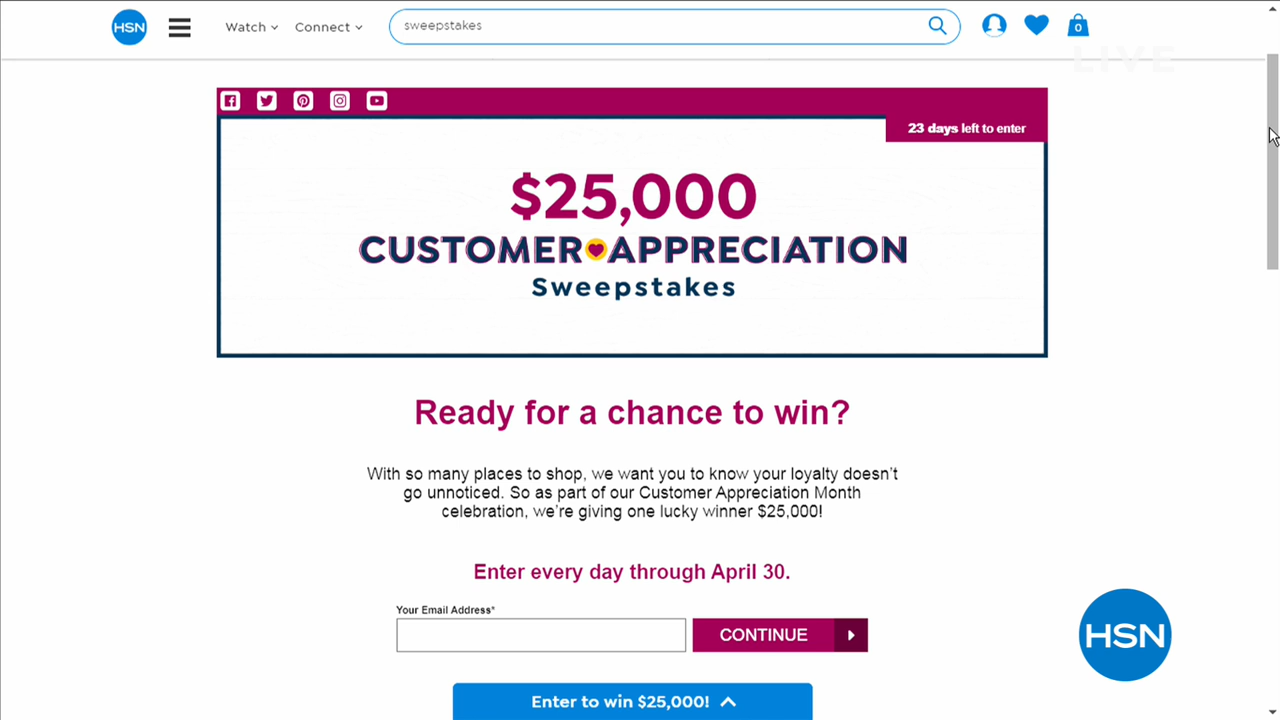 HSN
Watch
Connect
sweepstakes
0
LIVE
23 days left to enter
$25,000
CUSTOMER APPRECIATION
Sweepstakes
Ready for a chance to win?
With so many places to shop, we want you to know your loyalty doesn't
go unnoticed. So as part of our Customer Appreciation Month
celebration, we're giving one lucky winner $25,000!
Enter every day through April 30.
Your Email Address*
CONTINUE
HSN
Enter to win $25,000!